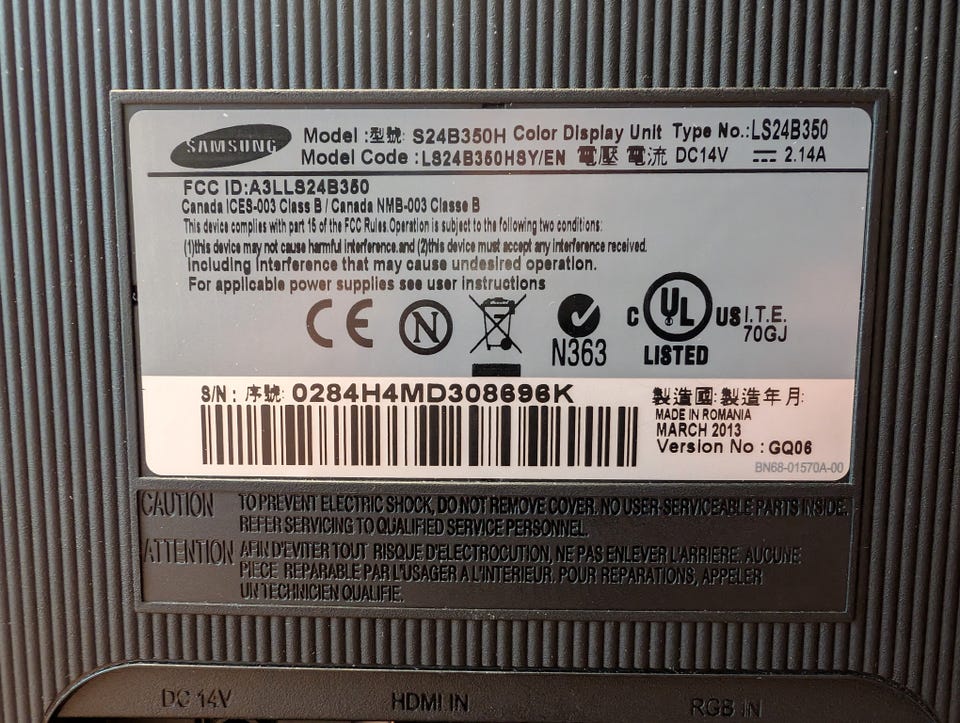 SAMSUNG
Model :型號: S24B350H Color Display Unit Type No.:LS24B350
Model Code :LS24B350HSY/EN 電壓 電流 DC14V ⎓ 2.14A
FCC ID:A3LLS24B350
Canada ICES-003 Class B / Canada NMB-003 Classe B
This device complies with part 15 of the FCC Rules.Operation is subject to the following two conditions:
(1)this device may not cause harmful interference.and (2)this device must accept any interference received.
Including interference that may cause undesired operation.
For applicable power supplies see user instructions
CE N N363 C UL US LISTED I.T.E. 70GJ
S/N : 序號: 0284H4MD308696K
製造國: 製造年月:
MADE IN ROMANIA
MARCH 2013
Version No : GQ06
BN68-01570A-00
CAUTION TO PREVENT ELECTRIC SHOCK, DO NOT REMOVE COVER. NO USER-SERVICEABLE PARTS INSIDE.
REFER SERVICING TO QUALIFIED SERVICE PERSONNEL.
ATTENTION AFIN D'EVITER TOUT RISQUE D'ELECTROCUTION, NE PAS ENLEVER L'ARRIERE. AUCUNE
PIECE REPARABLE PAR L'USAGER A L'INTERIEUR. POUR REPARATIONS, APPELER
UN TECHNICIEN QUALIFIE.
DC 14V HDMI IN RGB IN